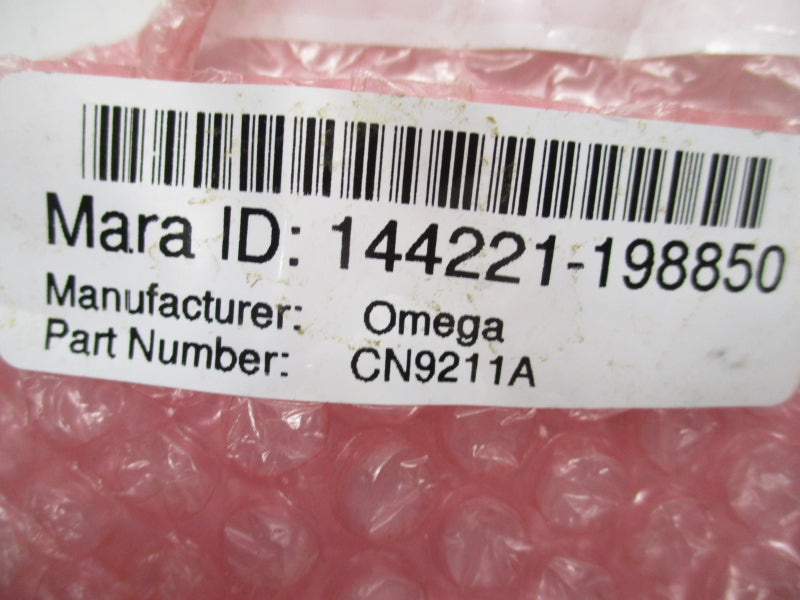 Mara ID: 144221-198850
Manufacturer: Omega
Part Number: CN9211A